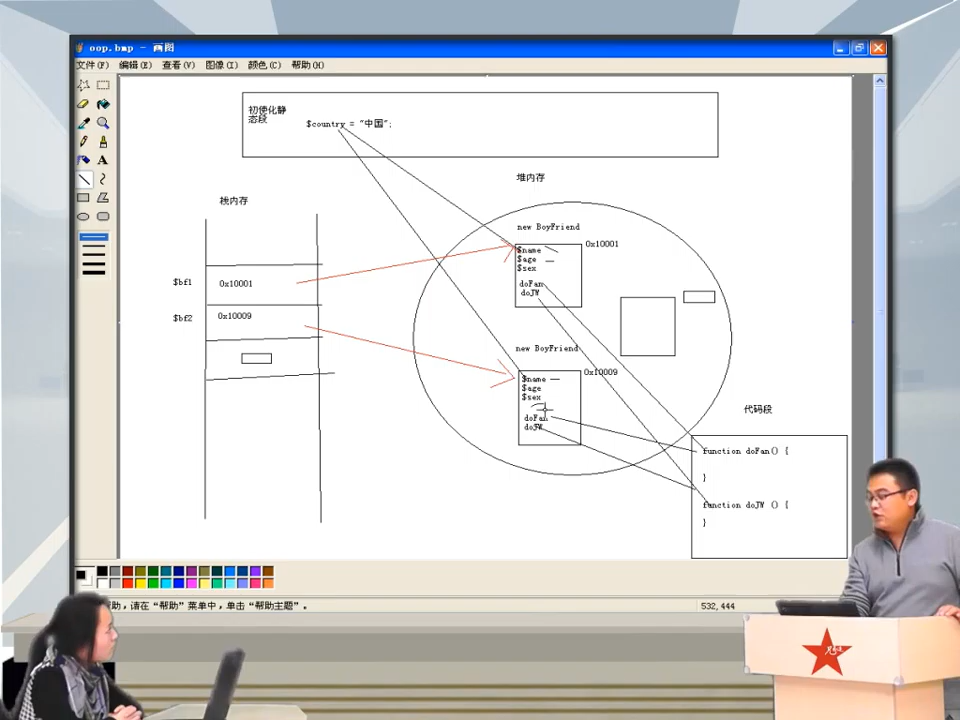 oop.bmp - 画图
文件(F) 编辑(E) 查看(V) 图像(I) 颜色(C) 帮助(H)
初使化静
态段
$country = "中国";
堆内存
栈内存
new BoyFriend
0x10001
$name
$age
$sex
doFan
doJW
$bf1
0x10001
$bf2
0x10009
new BoyFriend
0x10009
$name
$age
$sex
doFan
doJW
代码段
function doFan() {
}
function doJW () {
}
助,请在“帮助”菜单中,单击“帮助主题”。
532,444